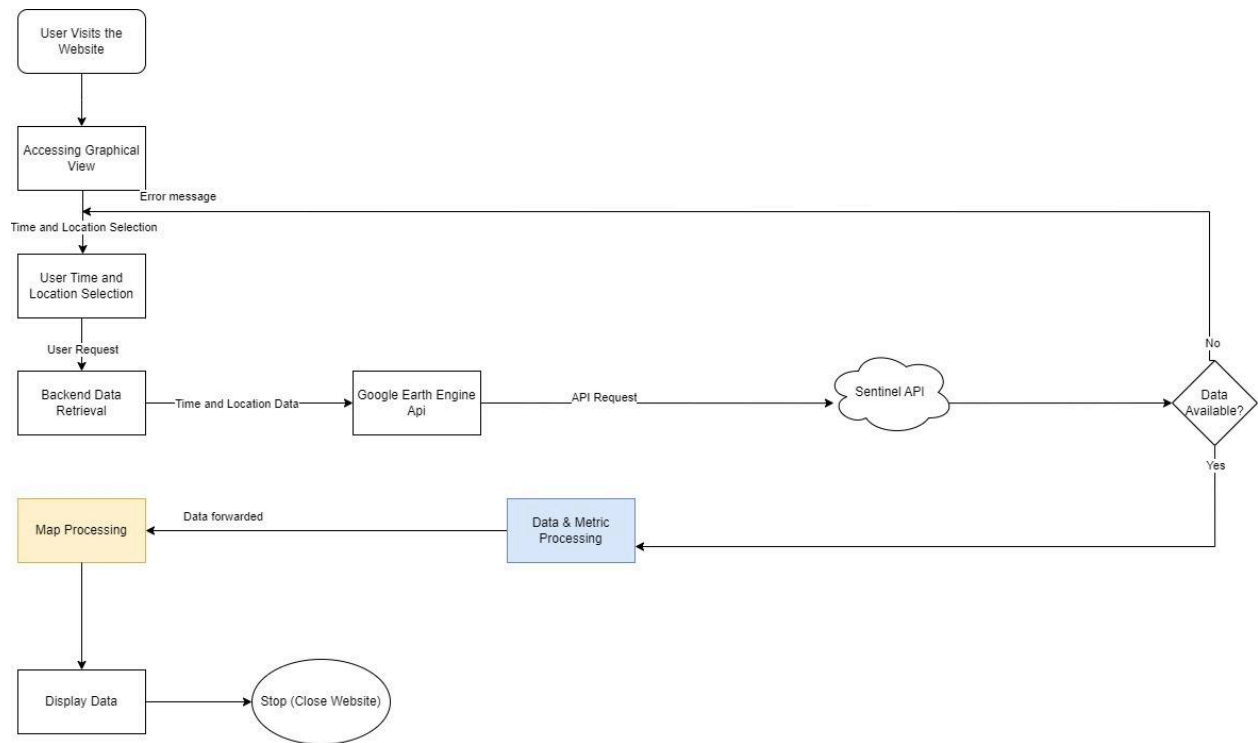 User Visits the
Website
Accessing Graphical
View
Error message
Time and Location Selection
User Time and
Location Selection
User Request
No
Backend Data
Retrieval
Time and Location Data
Google Earth Engine
Api
API Request
Sentinel API
Data
Available?
Yes
Map Processing
Data forwarded
Data & Metric
Processing
Display Data
Stop (Close Website)